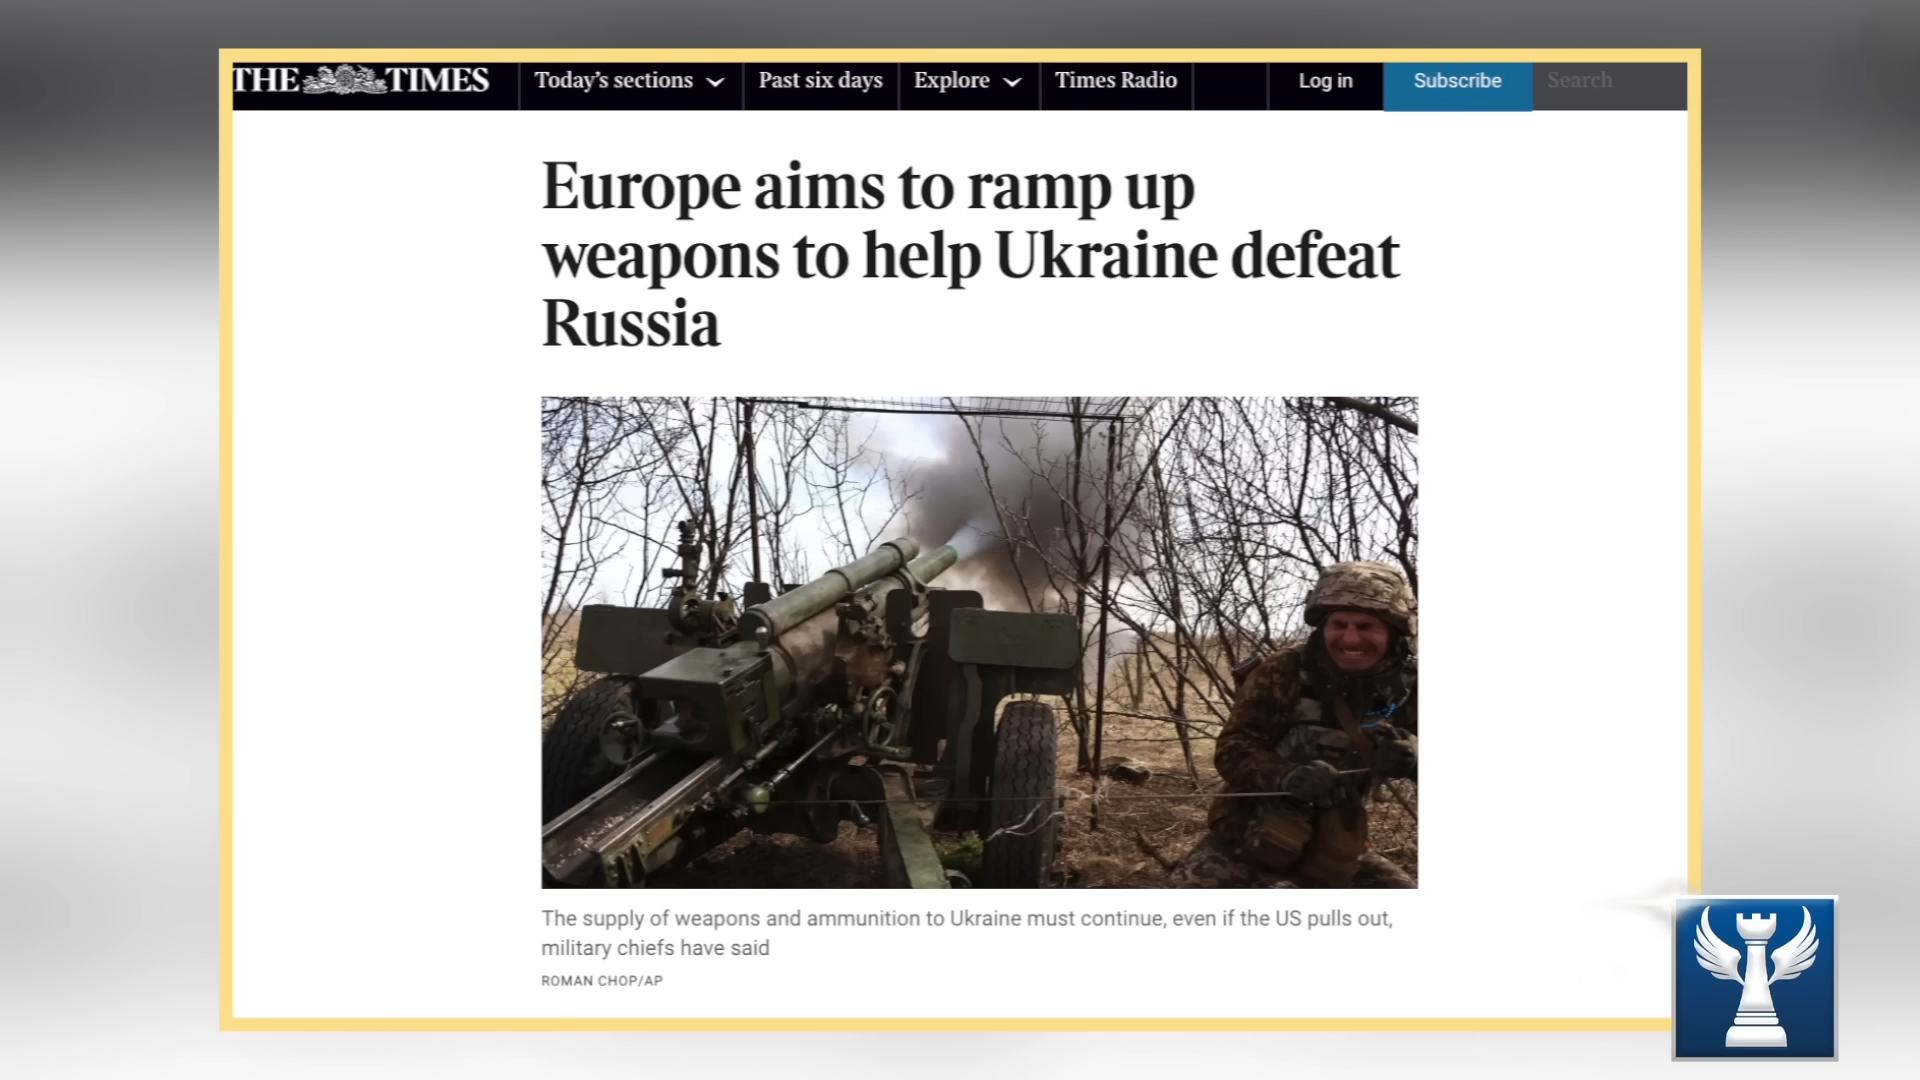 THE TIMES
Today's sections
Past six days
Explore
Times Radio
Log in
Subscribe
Search
Europe aims to ramp up
weapons to help Ukraine defeat
Russia
The supply of weapons and ammunition to Ukraine must continue, even if the US pulls out,
military chiefs have said
ROMAN CHOP/AP